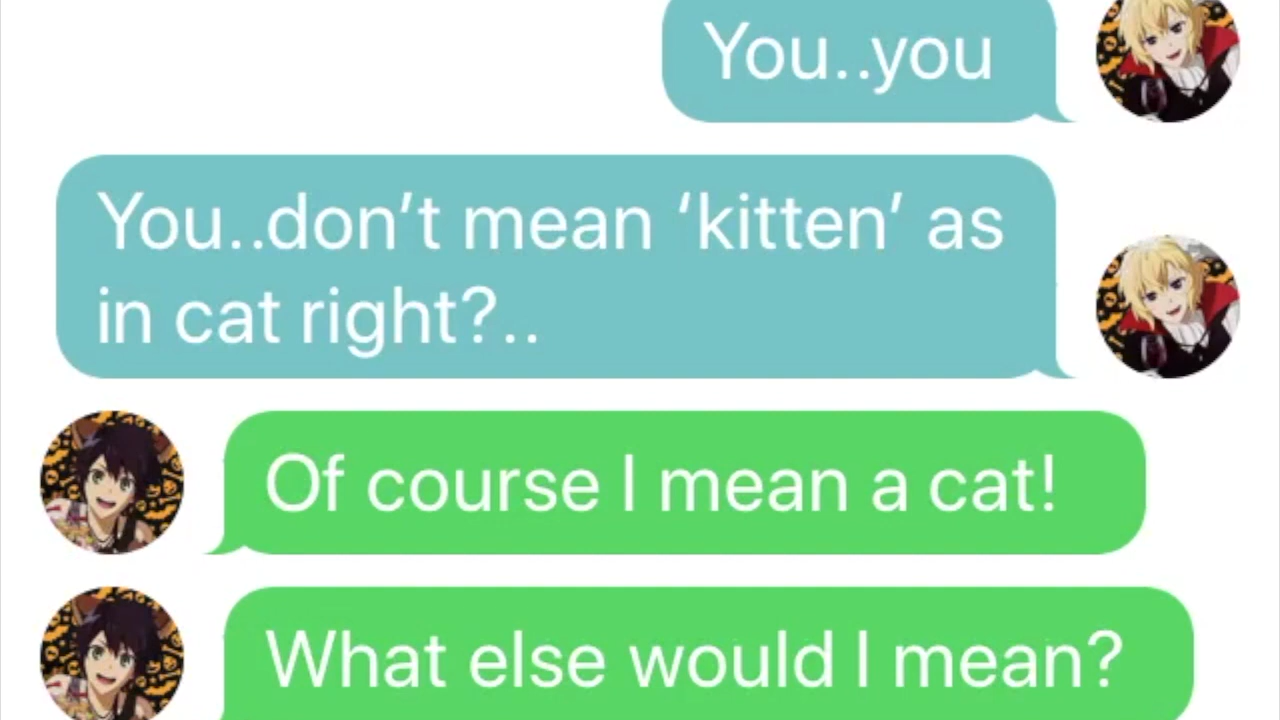 You..you
You..don’t mean ‘kitten’ as
in cat right?..
Of course I mean a cat!
What else would I mean?